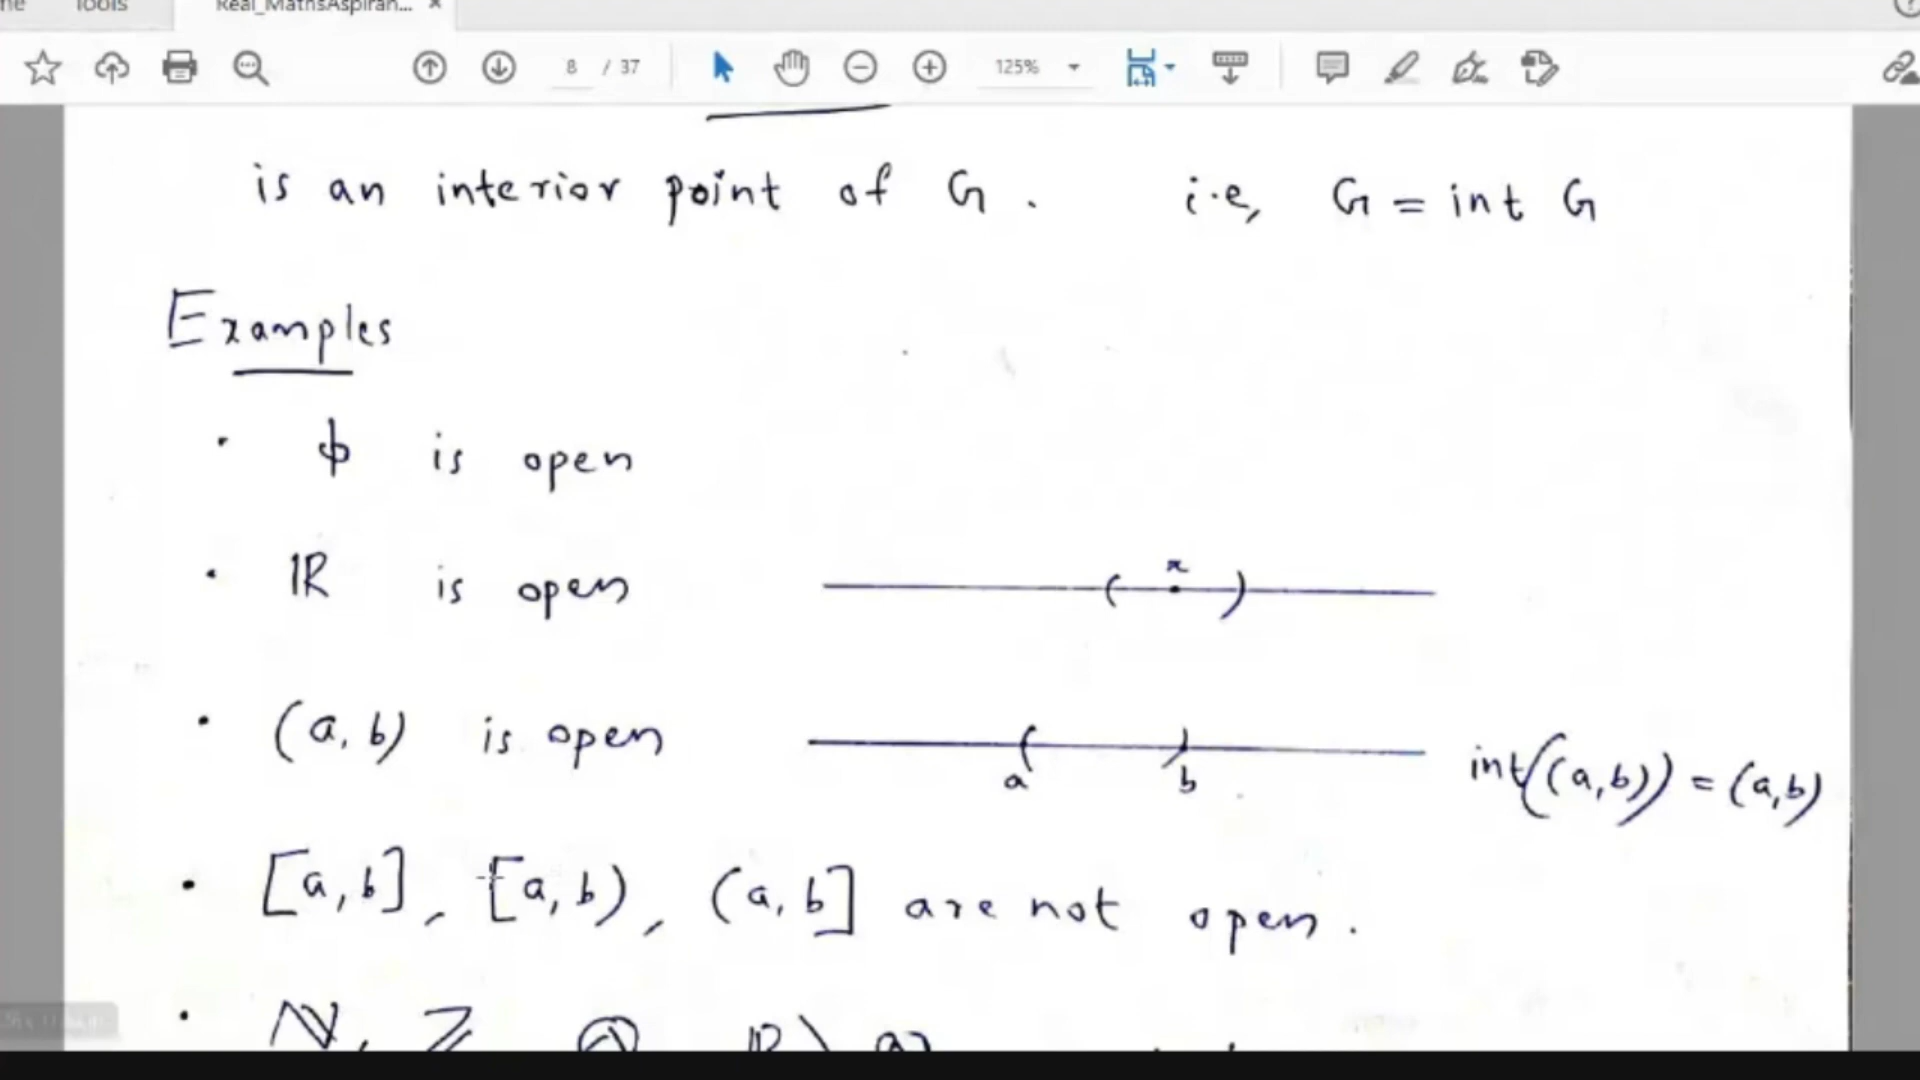 Tools
Real_MathsAspiran... ×
8 / 37
125%
is an interior point of G. i.e, G = int G
Examples
· ϕ is open
· ℝ is open
x
· (a, b) is open
a b
int((a,b)) = (a,b)
· [a,b], [a,b), (a,b] are not open.
· ℕ, ℤ, ℚ, ℝ\ℚ